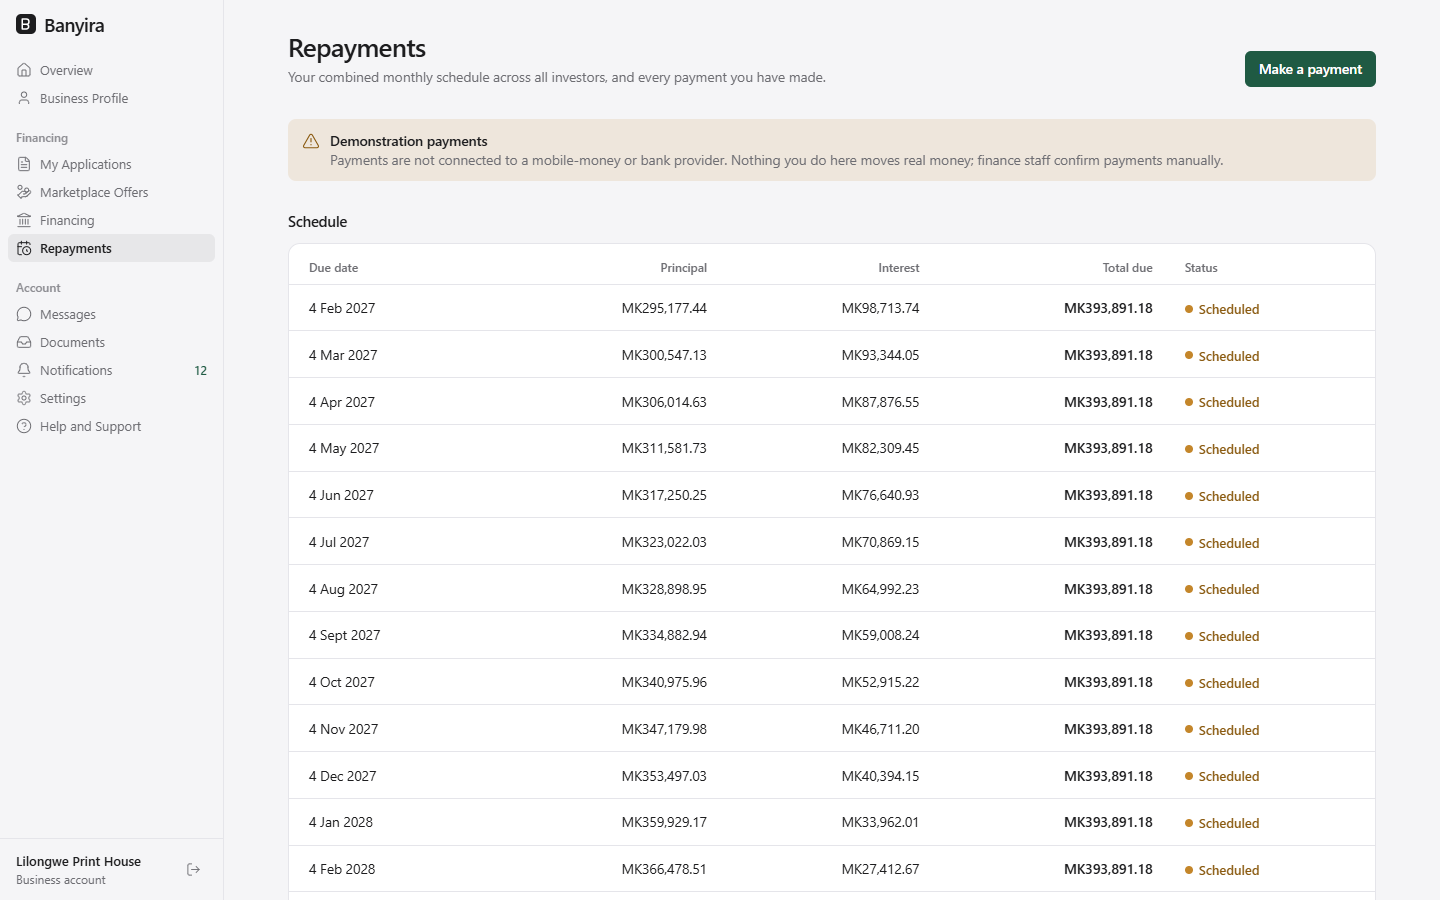 B Banyira
Overview
Business Profile
Financing
My Applications
Marketplace Offers
Financing
Repayments
Account
Messages
Documents
Notifications 12
Settings
Help and Support
Lilongwe Print House
Business account
Repayments
Your combined monthly schedule across all investors, and every payment you have made.
Make a payment
Demonstration payments
Payments are not connected to a mobile-money or bank provider. Nothing you do here moves real money; finance staff confirm payments manually.
Schedule
Due date Principal Interest Total due Status
4 Feb 2027 MK295,177.44 MK98,713.74 MK393,891.18 Scheduled
4 Mar 2027 MK300,547.13 MK93,344.05 MK393,891.18 Scheduled
4 Apr 2027 MK306,014.63 MK87,876.55 MK393,891.18 Scheduled
4 May 2027 MK311,581.73 MK82,309.45 MK393,891.18 Scheduled
4 Jun 2027 MK317,250.25 MK76,640.93 MK393,891.18 Scheduled
4 Jul 2027 MK323,022.03 MK70,869.15 MK393,891.18 Scheduled
4 Aug 2027 MK328,898.95 MK64,992.23 MK393,891.18 Scheduled
4 Sept 2027 MK334,882.94 MK59,008.24 MK393,891.18 Scheduled
4 Oct 2027 MK340,975.96 MK52,915.22 MK393,891.18 Scheduled
4 Nov 2027 MK347,179.98 MK46,711.20 MK393,891.18 Scheduled
4 Dec 2027 MK353,497.03 MK40,394.15 MK393,891.18 Scheduled
4 Jan 2028 MK359,929.17 MK33,962.01 MK393,891.18 Scheduled
4 Feb 2028 MK366,478.51 MK27,412.67 MK393,891.18 Scheduled